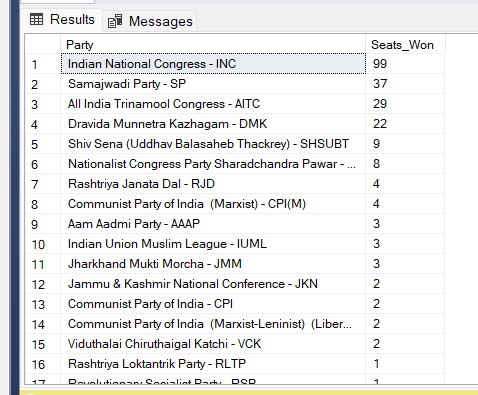 Results Messages
Party Seats_Won
1 Indian National Congress - INC 99
2 Samajwadi Party - SP 37
3 All India Trinamool Congress - AITC 29
4 Dravida Munnetra Kazhagam - DMK 22
5 Shiv Sena (Uddhav Balasaheb Thackrey) - SHSUBT 9
6 Nationalist Congress Party Sharadchandra Pawar - ... 8
7 Rashtriya Janata Dal - RJD 4
8 Communist Party of India (Marxist) - CPI(M) 4
9 Aam Aadmi Party - AAAP 3
10 Indian Union Muslim League - IUML 3
11 Jharkhand Mukti Morcha - JMM 3
12 Jammu & Kashmir National Conference - JKN 2
13 Communist Party of India - CPI 2
14 Communist Party of India (Marxist-Leninist) (Liber... 2
15 Viduthalai Chiruthaigal Katchi - VCK 2
16 Rashtriya Loktantrik Party - RLTP 1
17 Revolutionary Socialist Party - RSP 1